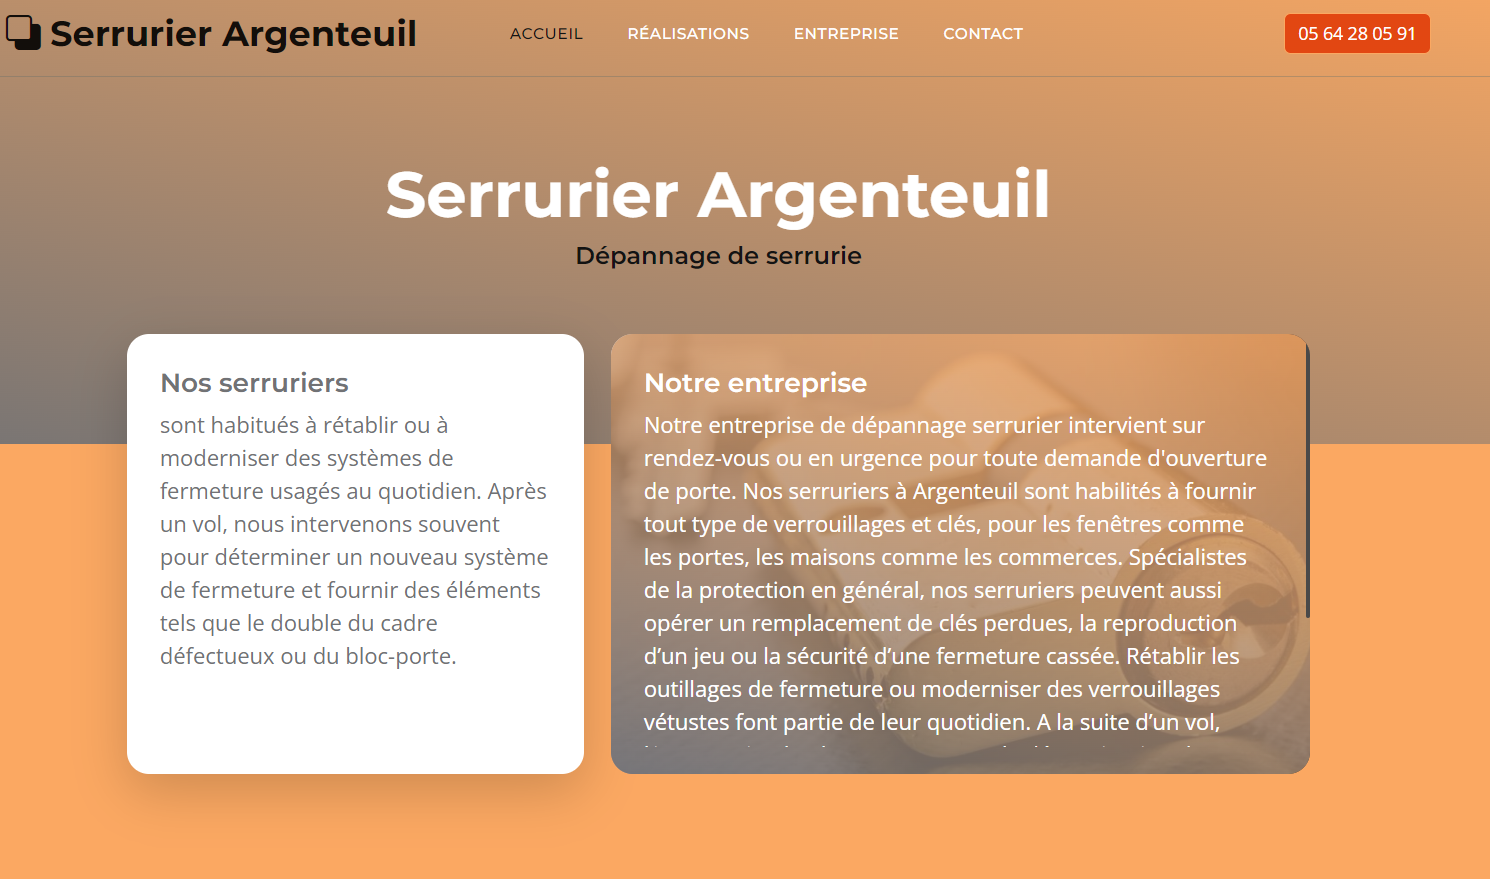 Serrurier Argenteuil
ACCUEIL
RÉALISATIONS
ENTREPRISE
CONTACT
05 64 28 05 91
Serrurier Argenteuil
Dépannage de serrurie
Nos serruriers
sont habitués à rétablir ou à
moderniser des systèmes de
fermeture usagés au quotidien. Après
un vol, nous intervenons souvent
pour déterminer un nouveau système
de fermeture et fournir des éléments
tels que le double du cadre
défectueux ou du bloc-porte.
Notre entreprise
Notre entreprise de dépannage serrurier intervient sur
rendez-vous ou en urgence pour toute demande d'ouverture
de porte. Nos serruriers à Argenteuil sont habilités à fournir
tout type de verrouillages et clés, pour les fenêtres comme
les portes, les maisons comme les commerces. Spécialistes
de la protection en général, nos serruriers peuvent aussi
opérer un remplacement de clés perdues, la reproduction
d’un jeu ou la sécurité d’une fermeture cassée. Rétablir les
outillages de fermeture ou moderniser des verrouillages
vétustes font partie de leur quotidien. A la suite d’un vol,